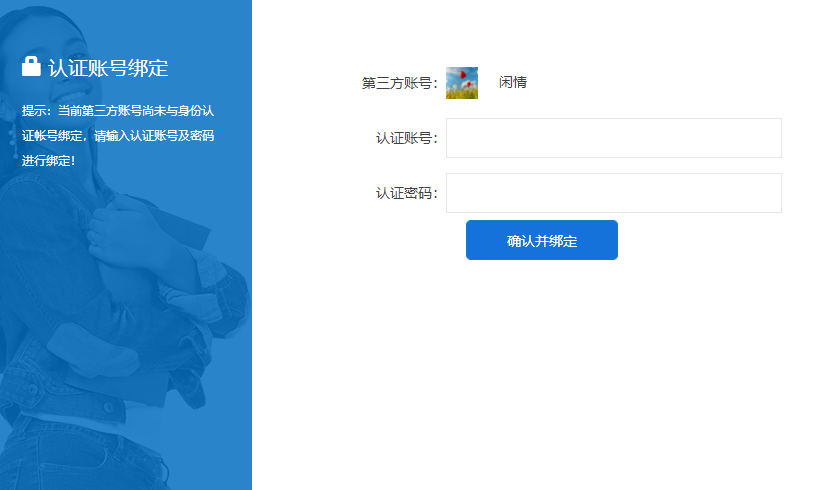 认证账号绑定
提示：当前第三方账号尚未与身份认
证帐号绑定，请输入认证账号及密码
进行绑定！
第三方账号： 闲情
认证账号：
认证密码：
确认并绑定